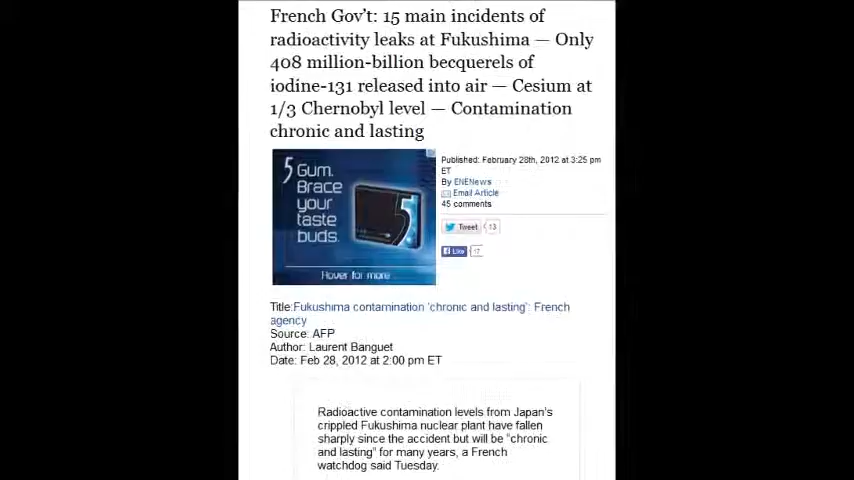 French Gov't: 15 main incidents of
radioactivity leaks at Fukushima — Only
408 million-billion becquerels of
iodine-131 released into air — Cesium at
1/3 Chernobyl level — Contamination
chronic and lasting
5 Gum.
Brace
your
taste
buds.
5
Hover for more
Published: February 28th, 2012 at 3:25 pm
ET
By ENENews
Email Article
45 comments
Tweet 13
Like 17
Title:Fukushima contamination 'chronic and lasting': French
agency
Source: AFP
Author: Laurent Banguet
Date: Feb 28, 2012 at 2:00 pm ET
Radioactive contamination levels from Japan's
crippled Fukushima nuclear plant have fallen
sharply since the accident but will be "chronic
and lasting" for many years, a French
watchdog said Tuesday.